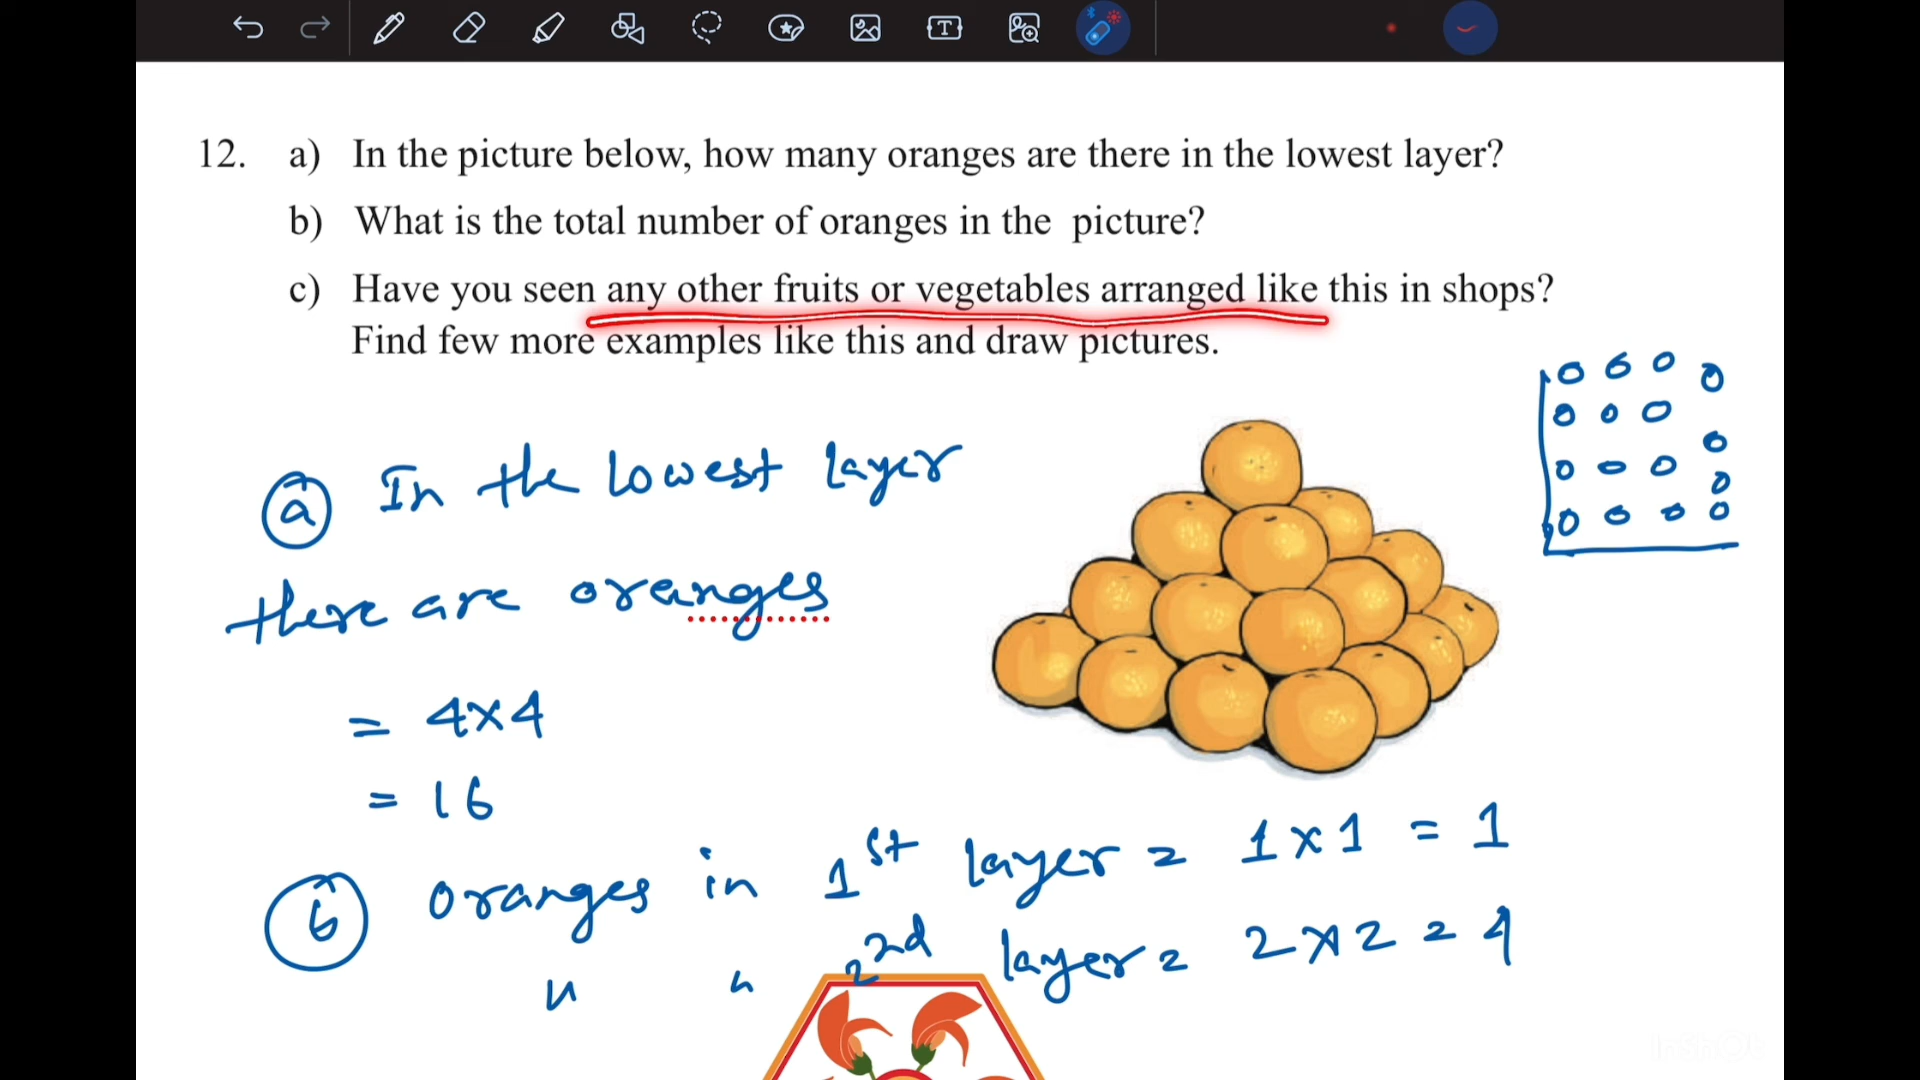 12. a) In the picture below, how many oranges are there in the lowest layer?
b) What is the total number of oranges in the picture?
c) Have you seen any other fruits or vegetables arranged like this in shops?
Find few more examples like this and draw pictures.
a In the lowest layer
there are oranges
= 4×4
= 16
b oranges in 1st layer = 1×1 = 1
" " 2nd layer = 2×2 = 4